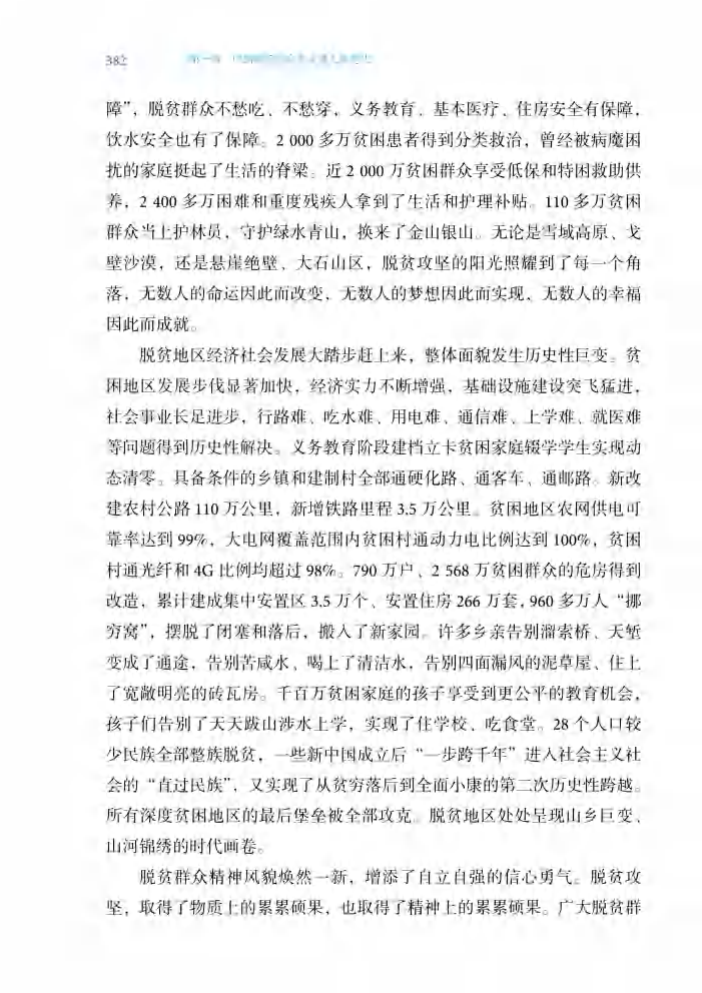 382
障”，脱贫群众不愁吃、不愁穿，义务教育、基本医疗、住房安全有保障，
饮水安全也有了保障。2 000 多万贫困患者得到分类救治，曾经被病魔困
扰的家庭挺起了生活的脊梁。近 2 000 万贫困群众享受低保和特困救助供
养，2 400 多万困难和重度残疾人拿到了生活和护理补贴。110 多万贫困
群众当上护林员，守护绿水青山，换来了金山银山。无论是雪域高原、戈
壁沙漠，还是悬崖绝壁、大石山区，脱贫攻坚的阳光照耀到了每一个角
落，无数人的命运因此而改变，无数人的梦想因此而实现，无数人的幸福
因此而成就。
脱贫地区经济社会发展大踏步赶上来，整体面貌发生历史性巨变。贫
困地区发展步伐显著加快，经济实力不断增强，基础设施建设突飞猛进，
社会事业长足进步，行路难、吃水难、用电难、通信难、上学难、就医难
等问题得到历史性解决。义务教育阶段建档立卡贫困家庭辍学学生实现动
态清零。具备条件的乡镇和建制村全部通硬化路、通客车、通邮路。新改
建农村公路 110 万公里，新增铁路里程 3.5 万公里。贫困地区农网供电可
靠率达到 99%，大电网覆盖范围内贫困村通动力电比例达到 100%，贫困
村通光纤和 4G 比例均超过 98%。790 万户、2 568 万贫困群众的危房得到
改造，累计建成集中安置区 3.5 万个、安置住房 266 万套，960 多万人“挪
穷窝”，摆脱了闭塞和落后，搬入了新家园。许多乡亲告别溜索桥、天堑
变成了通途，告别苦咸水、喝上了清洁水，告别四面漏风的泥草屋、住上
了宽敞明亮的砖瓦房。千百万贫困家庭的孩子享受到更公平的教育机会，
孩子们告别了天天跋山涉水上学，实现了住学校、吃食堂。28 个人口较
少民族全部整族脱贫，一些新中国成立后“一步跨千年”进入社会主义社
会的“直过民族”，又实现了从贫穷落后到全面小康的第二次历史性跨越。
所有深度贫困地区的最后堡垒被全部攻克。脱贫地区处处呈现山乡巨变、
山河锦绣的时代画卷。
脱贫群众精神风貌焕然一新，增添了自立自强的信心勇气。脱贫攻
坚，取得了物质上的累累硕果，也取得了精神上的累累硕果。广大脱贫群